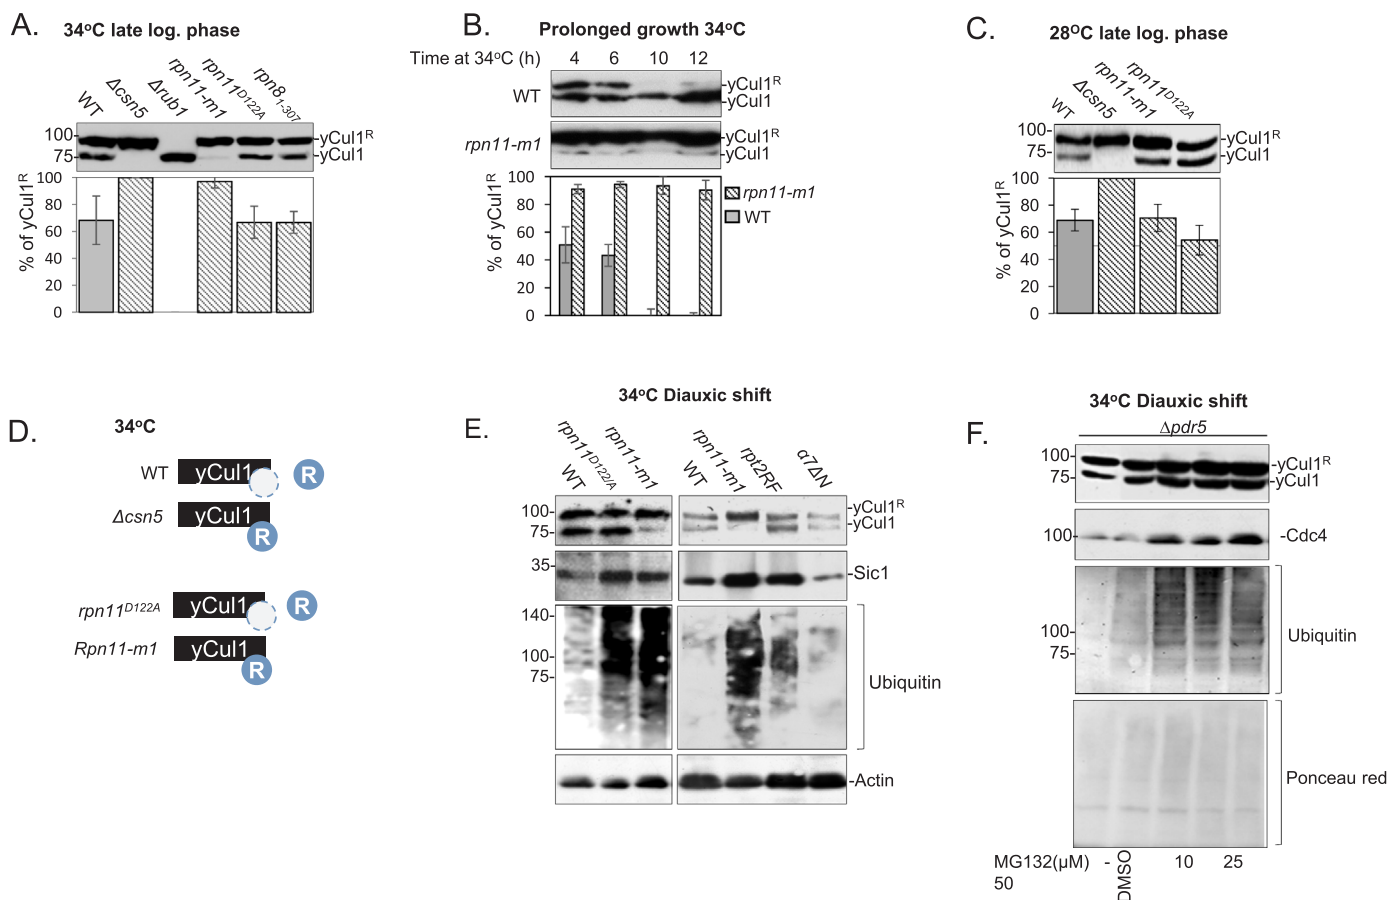 A.
34°C late log. phase
WT
Δcsn5
Δrub1
rpn11-m1
rpn11D122A
rpn81-307
100
75
-yCul1R
-yCul1
% of yCul1R
100
80
60
40
20
0
B.
Prolonged growth 34°C
Time at 34°C (h) 4 6 10 12
WT
-yCul1R
-yCul1
rpn11-m1
-yCul1R
-yCul1
% of yCul1R
100
80
60
40
20
0
rpn11-m1
WT
C.
28OC late log. phase
WT
Δcsn5
rpn11-m1
rpn11D122A
100-
75-
-yCul1R
-yCul1
% of yCul1R
100
80
60
40
20
0
D.
34°C
WT yCul1 R
Δcsn5 yCul1
R
rpn11D122A yCul1 R
Rpn11-m1 yCul1
R
E.
34°C Diauxic shift
WT
rpn11D122/A
rpn11-m1
WT
rpn11-m1
rpt2RF
α7ΔN
100-
75-
-yCul1R
-yCul1
35-
-Sic1
140-
100-
75-
Ubiquitin
-Actin
F.
34°C Diauxic shift
Δpdr5
100-
75-
-yCul1R
-yCul1
100-
-Cdc4
100-
75-
Ubiquitin
Ponceau red
MG132(µM) - DMSO 10 25
50